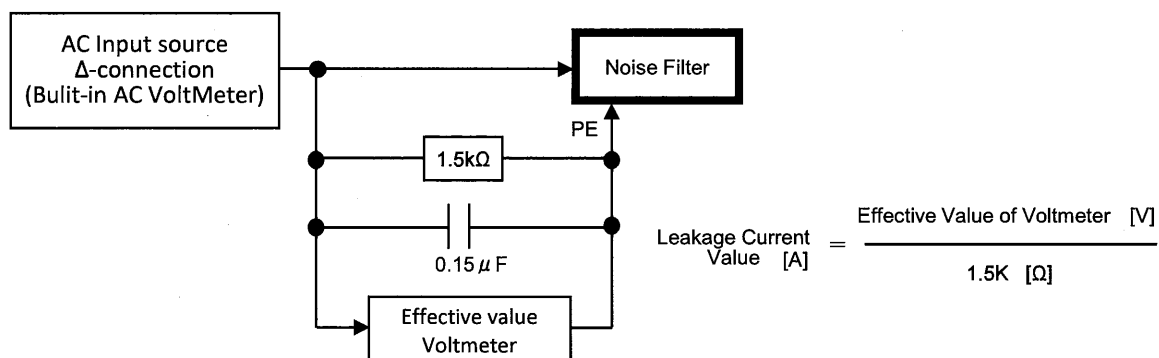 AC Input source
Δ-connection
(Bulit-in AC VoltMeter)
Noise Filter
PE
1.5kΩ
0.15μF
Effective value
Voltmeter
Leakage Current
Value [A]
=
Effective Value of Voltmeter [V]
1.5K [Ω]